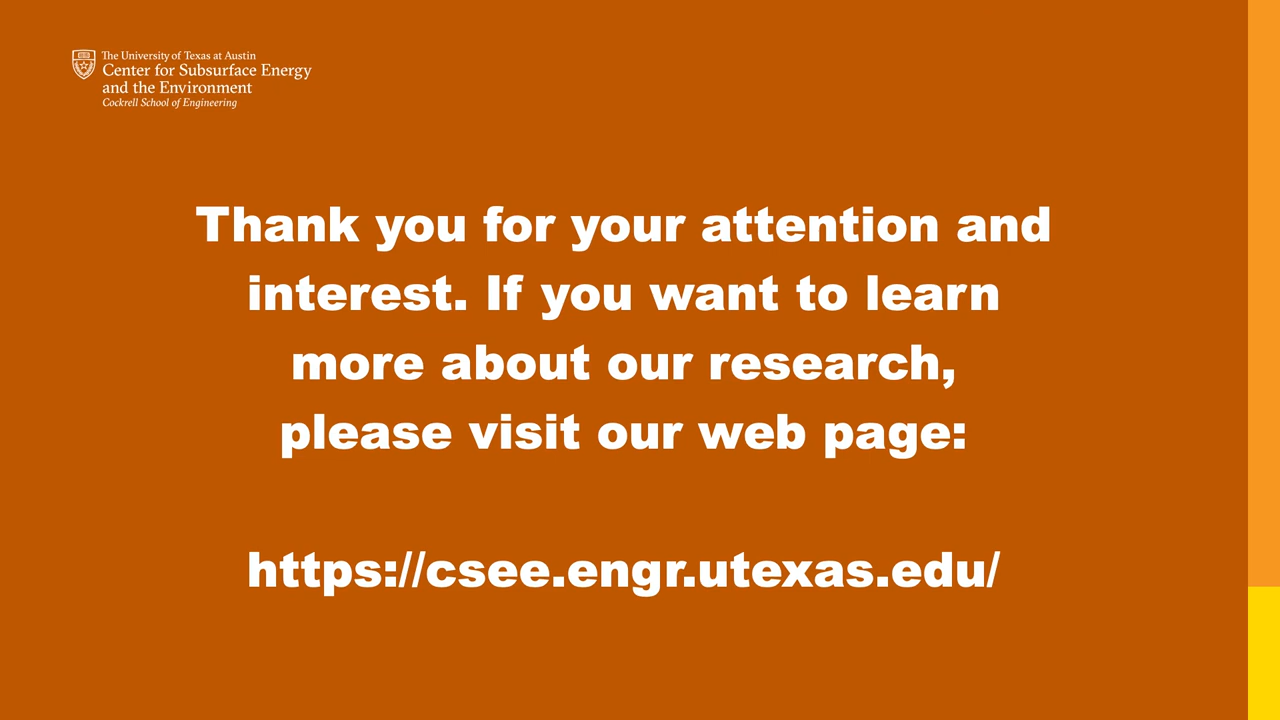 The University of Texas at Austin
Center for Subsurface Energy
and the Environment
Cockrell School of Engineering
Thank you for your attention and
interest. If you want to learn
more about our research,
please visit our web page:
https://csee.engr.utexas.edu/